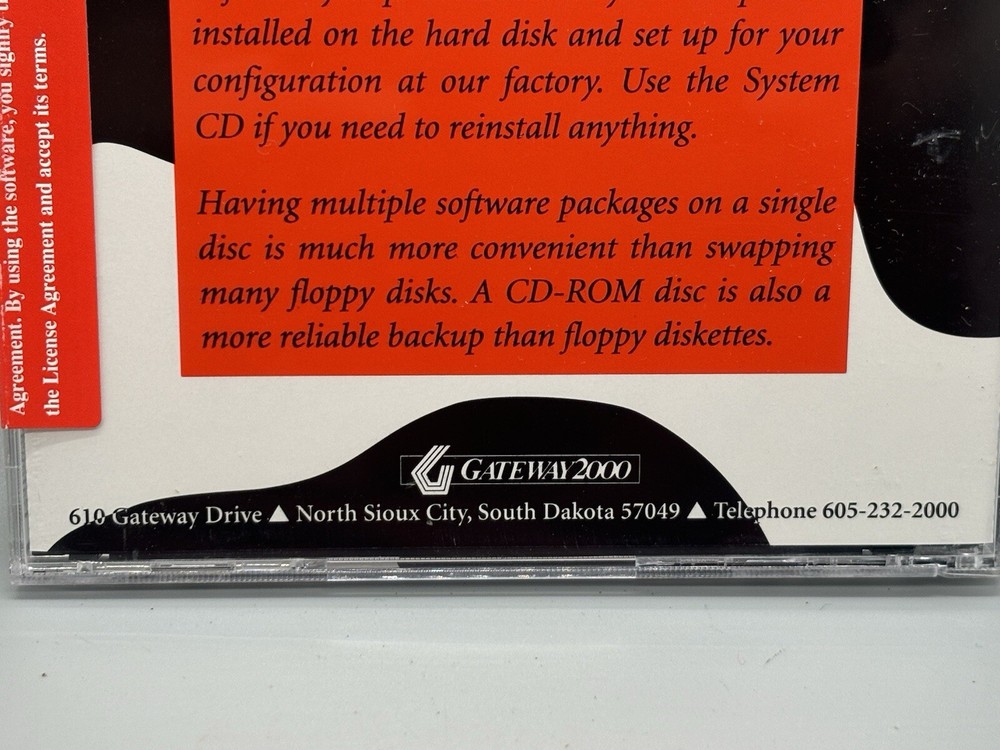 installed on the hard disk and set up for your
configuration at our factory. Use the System
CD if you need to reinstall anything.
Having multiple software packages on a single
disc is much more convenient than swapping
many floppy disks. A CD-ROM disc is also a
more reliable backup than floppy diskettes.
Agreement. By using the software, you signify
the License Agreement and accept its terms.
GATEWAY2000
610 Gateway Drive ▲ North Sioux City, South Dakota 57049 ▲ Telephone 605-232-2000